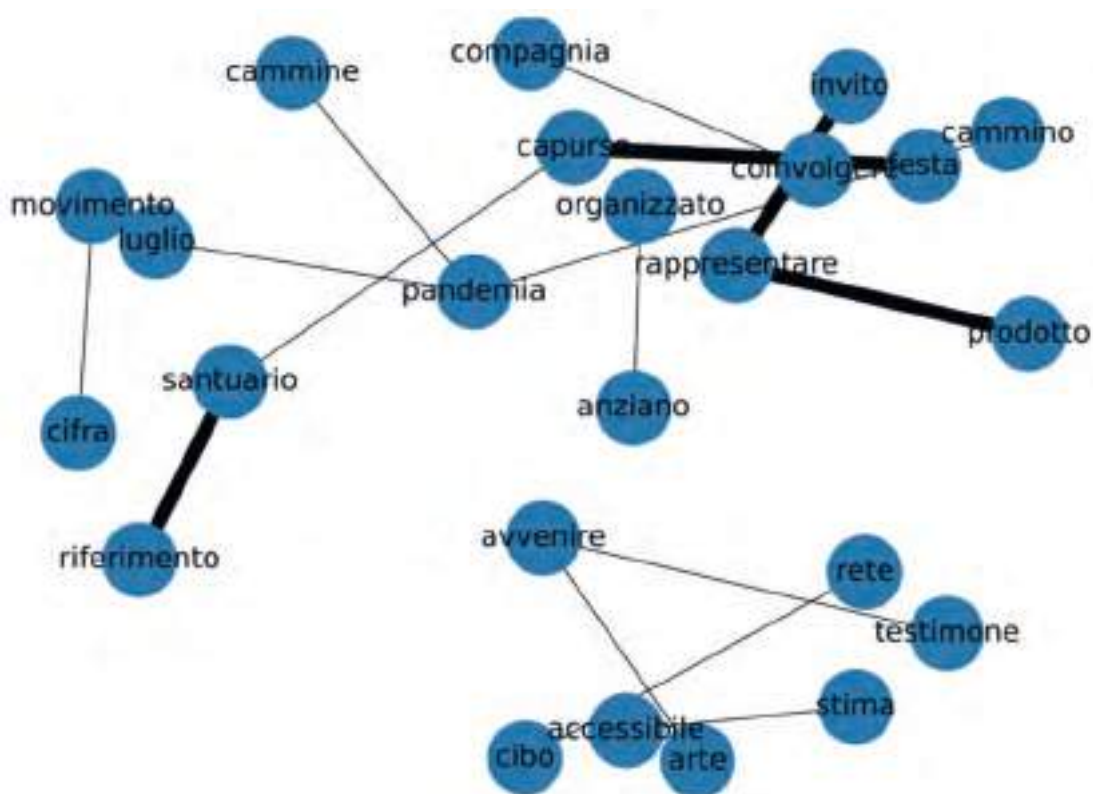 compagnia
cammine
invito
cammino
capurso
coinvolgere
festa
movimento
organizzato
luglio
rappresentare
pandemia
prodotto
santuario
anziano
cifra
avvenire
riferimento
rete
testimone
stima
accessibile
cibo
arte